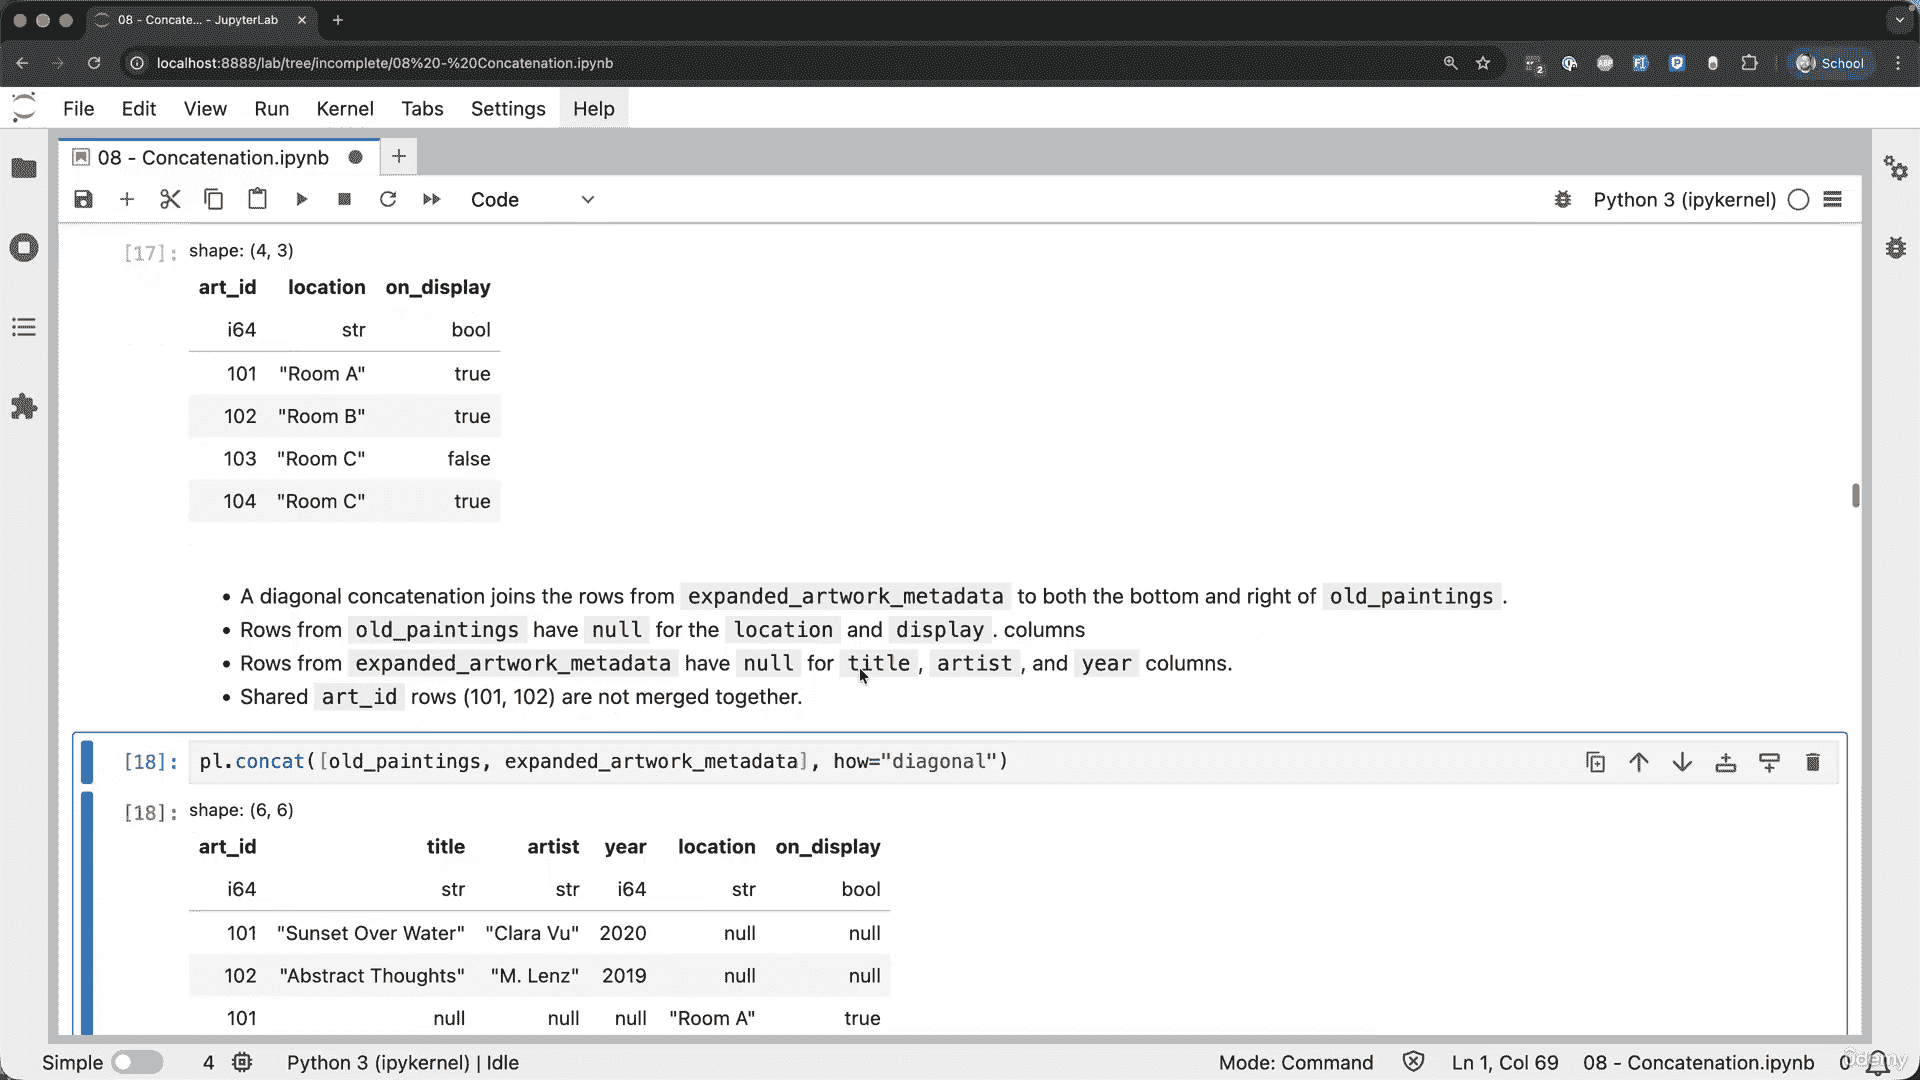 08 - Concate... - JupyterLab
localhost:8888/lab/tree/incomplete/08%20-%20Concatenation.ipynb
2
ABP
School
File Edit View Run Kernel Tabs Settings Help
08 - Concatenation.ipynb
Code
Python 3 (ipykernel)
[17]: shape: (4, 3)
art_id location on_display
i64 str bool
101 "Room A" true
102 "Room B" true
103 "Room C" false
104 "Room C" true
• A diagonal concatenation joins the rows from expanded_artwork_metadata to both the bottom and right of old_paintings .
• Rows from old_paintings have null for the location and display . columns
• Rows from expanded_artwork_metadata have null for title , artist , and year columns.
• Shared art_id rows (101, 102) are not merged together.
[18]: pl.concat([old_paintings, expanded_artwork_metadata], how="diagonal")
[18]: shape: (6, 6)
art_id title artist year location on_display
i64 str str i64 str bool
101 "Sunset Over Water" "Clara Vu" 2020 null null
102 "Abstract Thoughts" "M. Lenz" 2019 null null
101 null null null "Room A" true
Simple 4 Python 3 (ipykernel) | Idle Mode: Command Ln 1, Col 69 08 - Concatenation.ipynb 0
Udemy